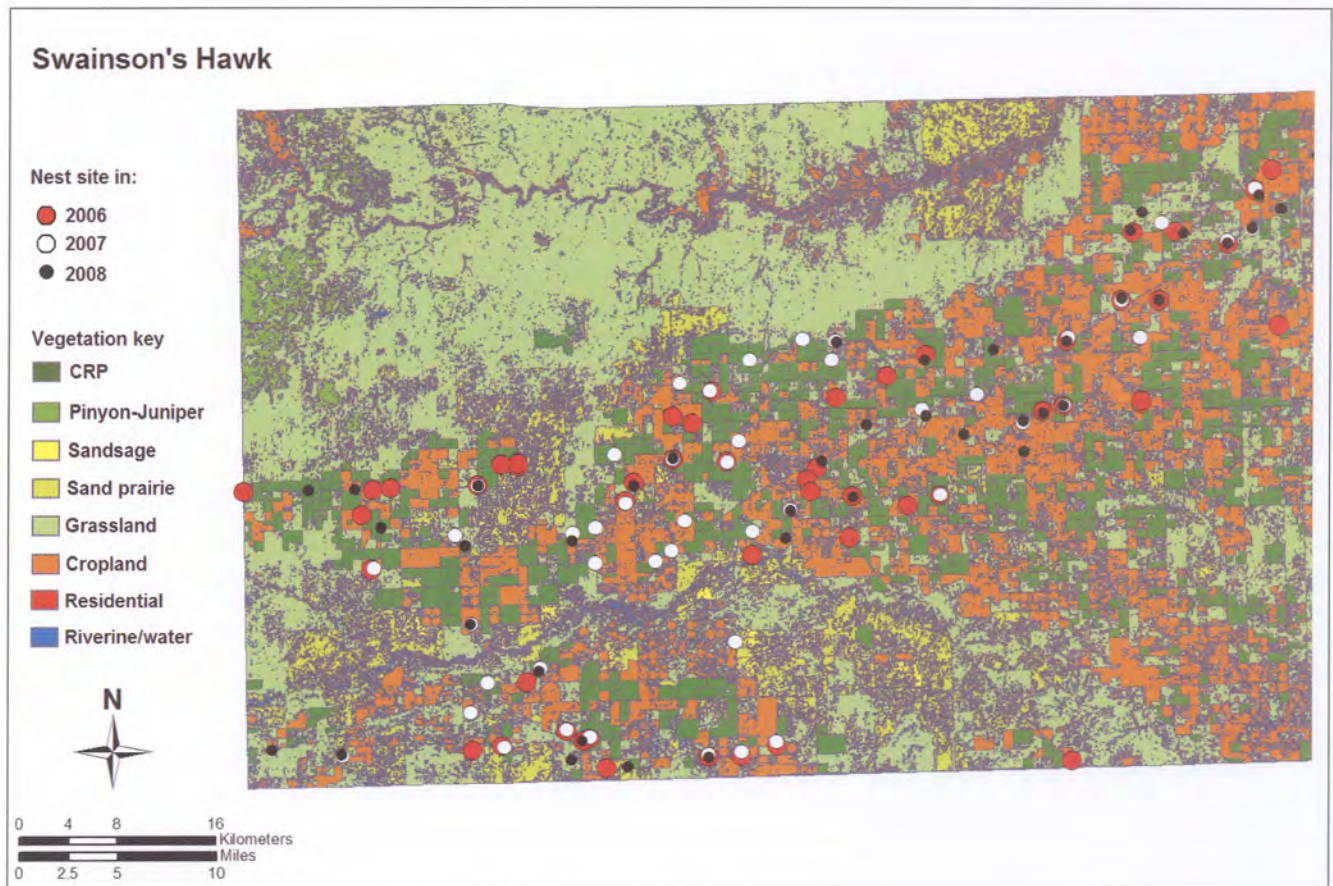 Swainson's Hawk
Nest site in:
2006
2007
2008
Vegetation key
CRP
Pinyon-Juniper
Sandsage
Sand prairie
Grassland
Cropland
Residential
Riverine/water
N
0 4 8 16
Kilometers
Miles
0 2.5 5 10